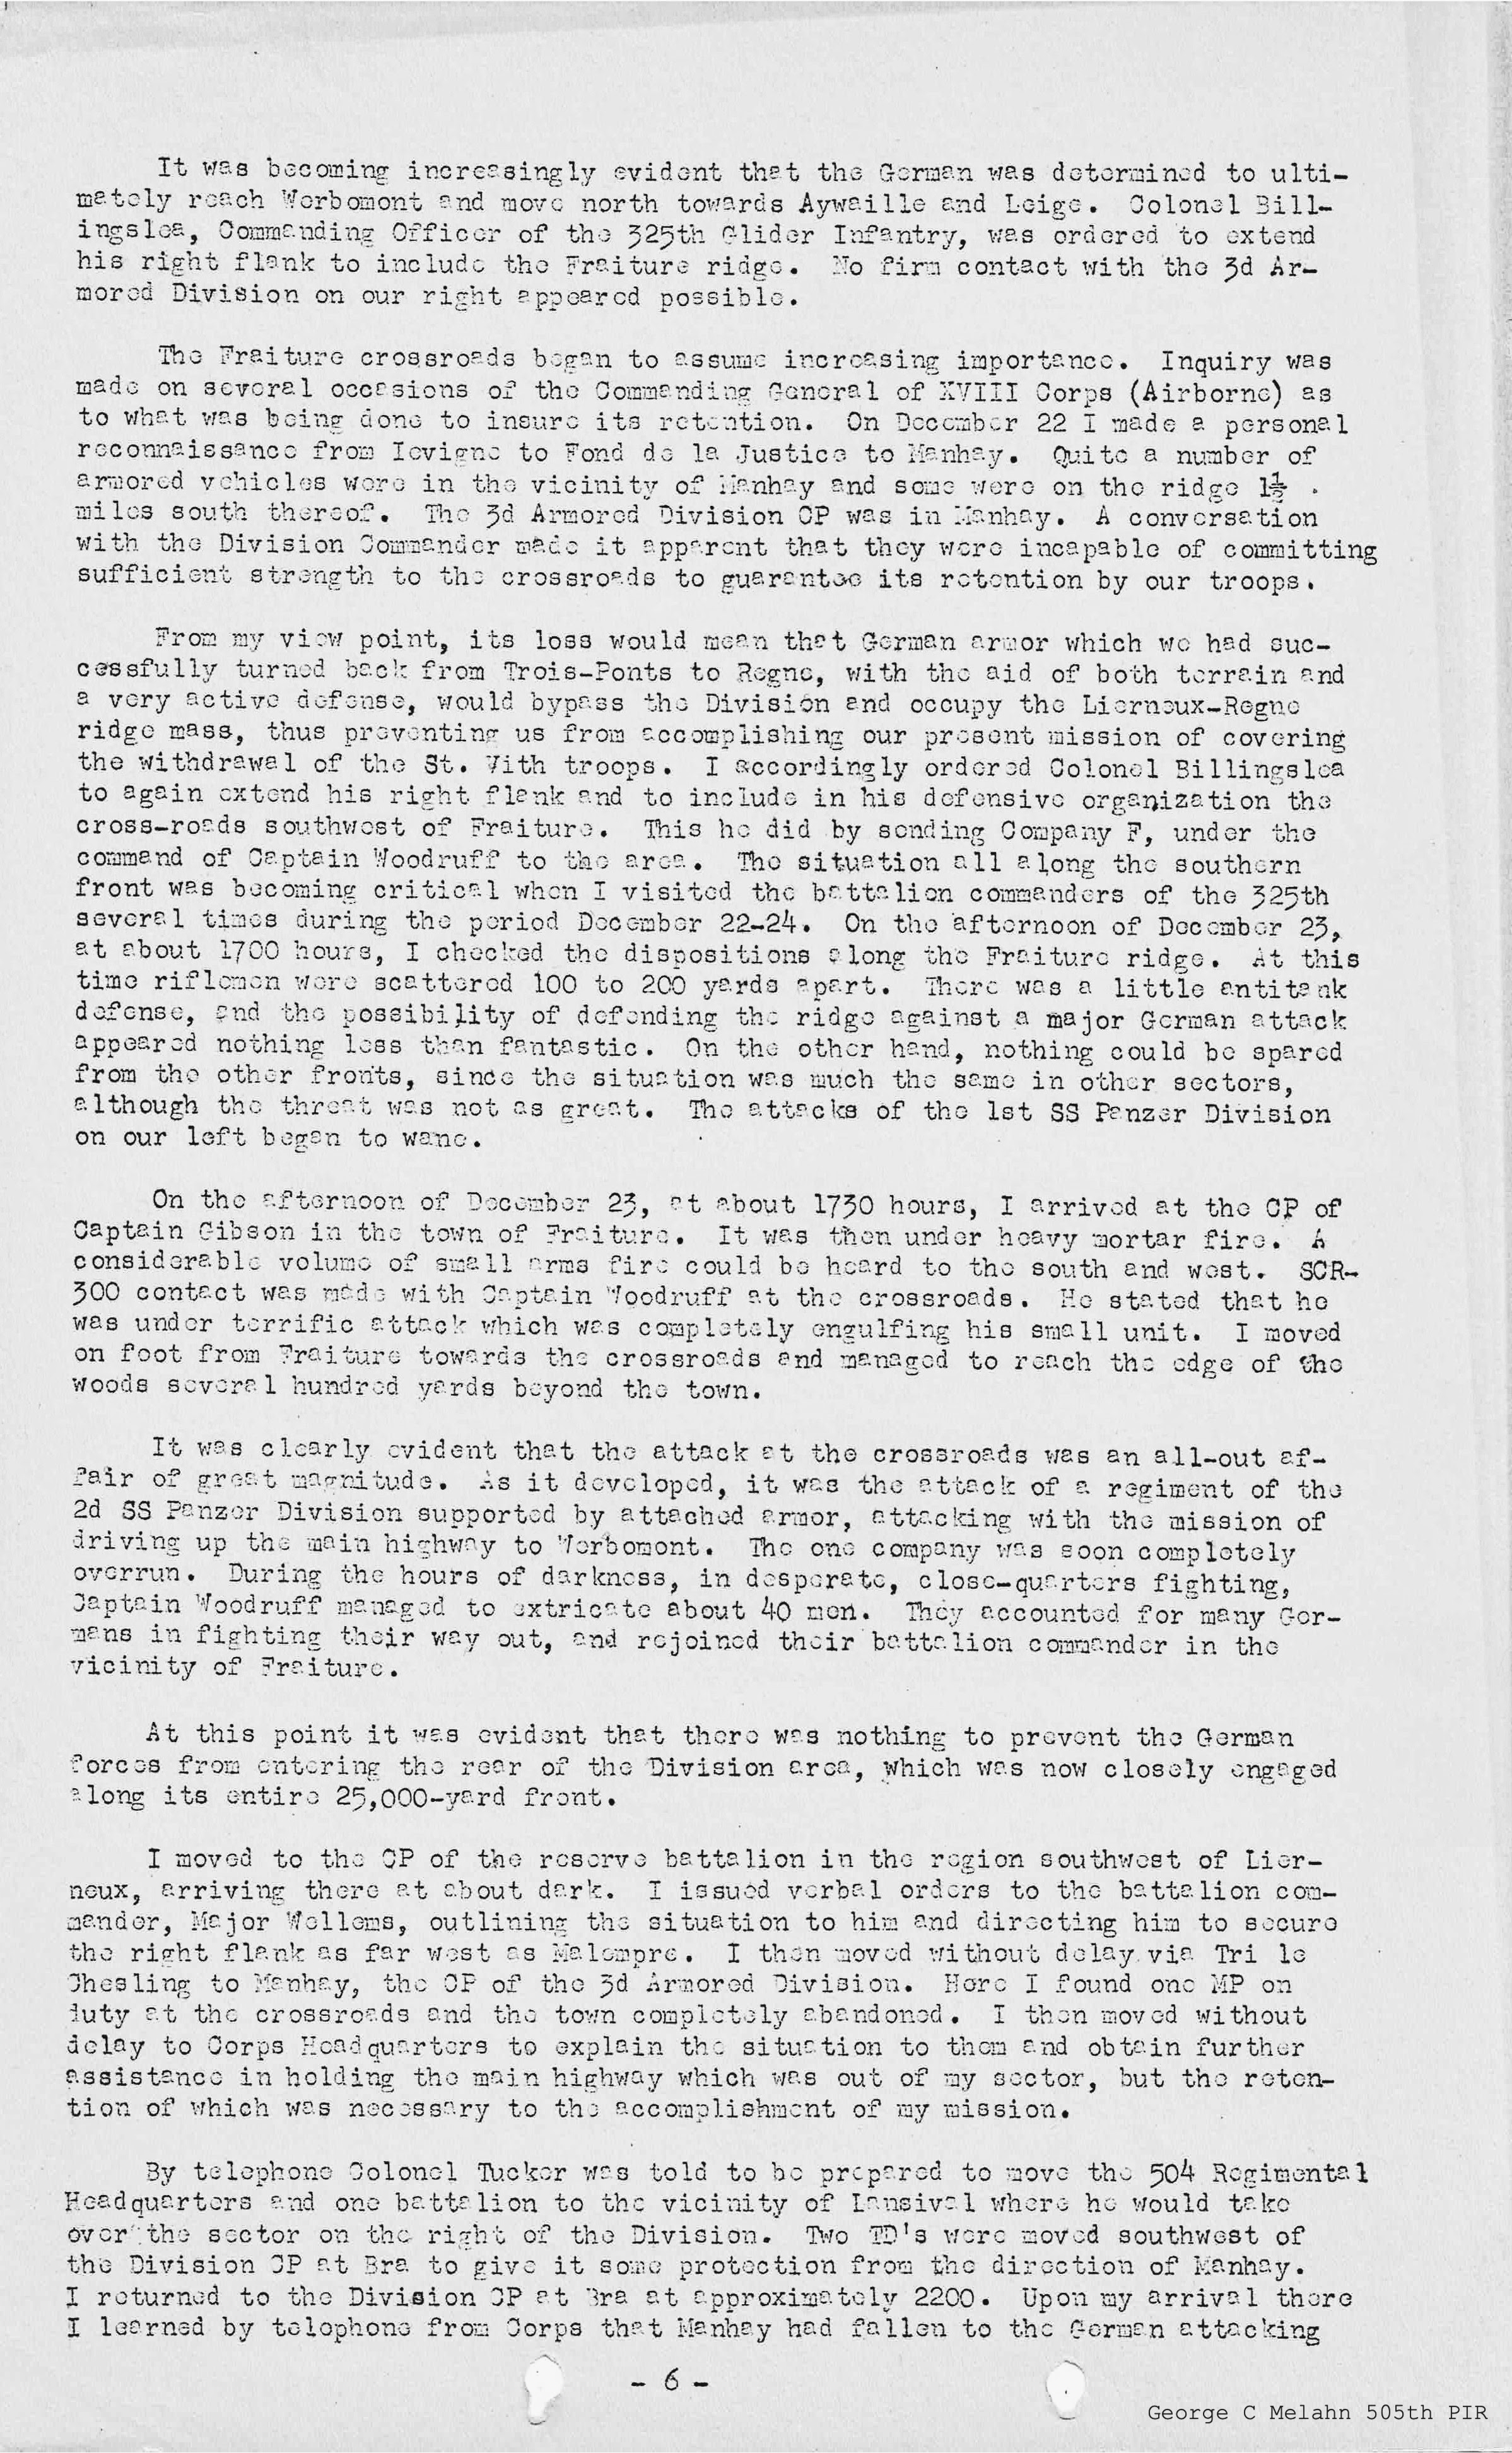 It was becoming increasingly evident that the German was determined to ulti-
mately reach Werbomont and move north towards Aywaille and Leige. Colonel Bill-
ingslea, Commanding Officer of the 325th Glider Infantry, was ordered to extend
his right flank to include the Fraiture ridge. No firm contact with the 3d Ar-
mored Division on our right appeared possible.
The Fraiture crossroads began to assume increasing importance. Inquiry was
made on several occasions of the Commanding General of XVIII Corps (Airborne) as
to what was being done to insure its retention. On December 22 I made a personal
reconnaissance from Ievigne to Fond de la Justice to Manhay. Quite a number of
armored vehicles were in the vicinity of Manhay and some were on the ridge 1½
miles south thereof. The 3d Armored Division CP was in Manhay. A conversation
with the Division Commander made it apparent that they were incapable of committing
sufficient strength to the crossroads to guarantee its retention by our troops.
From my view point, its loss would mean that German armor which we had suc-
cessfully turned back from Trois-Ponts to Regne, with the aid of both terrain and
a very active defense, would bypass the Division and occupy the Lierneux-Regne
ridge mass, thus preventing us from accomplishing our present mission of covering
the withdrawal of the St. Vith troops. I accordingly ordered Colonel Billingslea
to again extend his right flank and to include in his defensive organization the
cross-roads southwest of Fraiture. This he did by sending Company F, under the
command of Captain Woodruff to the area. The situation all along the southern
front was becoming critical when I visited the battalion commanders of the 325th
several times during the period December 22-24. On the afternoon of December 23,
at about 1700 hours, I checked the dispositions along the Fraiture ridge. At this
time riflemen were scattered 100 to 200 yards apart. There was a little antitank
defense, and the possibility of defending the ridge against a major German attack
appeared nothing less than fantastic. On the other hand, nothing could be spared
from the other fronts, since the situation was much the same in other sectors,
although the threat was not as great. The attacks of the 1st SS Panzer Division
on our left began to wane.
On the afternoon of December 23, at about 1730 hours, I arrived at the CP of
Captain Gibson in the town of Fraiture. It was then under heavy mortar fire. A
considerable volume of small arms fire could be heard to the south and west. SCR-
300 contact was made with Captain Woodruff at the crossroads. He stated that he
was under terrific attack which was completely engulfing his small unit. I moved
on foot from Fraiture towards the crossroads and managed to reach the edge of the
woods several hundred yards beyond the town.
It was clearly evident that the attack at the crossroads was an all-out af-
fair of great magnitude. As it developed, it was the attack of a regiment of the
2d SS Panzer Division supported by attached armor, attacking with the mission of
driving up the main highway to Werbomont. The one company was soon completely
overrun. During the hours of darkness, in desperate, close-quarters fighting,
Captain Woodruff managed to extricate about 40 men. They accounted for many Ger-
mans in fighting their way out, and rejoined their battalion commander in the
vicinity of Fraiture.
At this point it was evident that there was nothing to prevent the German
forces from entering the rear of the Division area, which was now closely engaged
along its entire 25,000-yard front.
I moved to the CP of the reserve battalion in the region southwest of Lier-
neux, arriving there at about dark. I issued verbal orders to the battalion com-
mander, Major Wellems, outlining the situation to him and directing him to secure
the right flank as far west as Malempre. I then moved without delay via Tri le
Chesling to Manhay, the CP of the 3d Armored Division. Here I found one MP on
duty at the crossroads and the town completely abandoned. I then moved without
delay to Corps Headquarters to explain the situation to them and obtain further
assistance in holding the main highway which was out of my sector, but the reten-
tion of which was necessary to the accomplishment of my mission.
By telephone Colonel Tucker was told to be prepared to move the 504 Regimental
Headquarters and one battalion to the vicinity of Lansival where he would take
over the sector on the right of the Division. Two TD's were moved southwest of
the Division CP at Bra to give it some protection from the direction of Manhay.
I returned to the Division CP at Bra at approximately 2200. Upon my arrival there
I learned by telephone from Corps that Manhay had fallen to the German attacking
- 6 -
George C Melahn 505th PIR